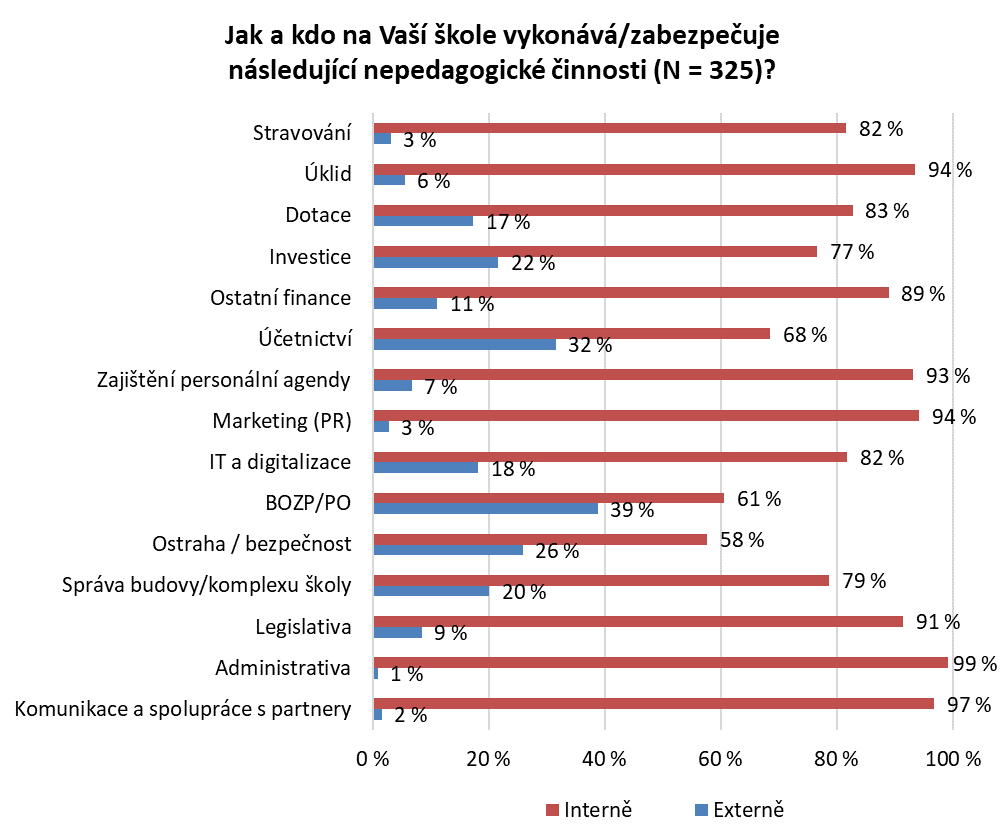 Jak a kdo na Vaší škole vykonává/zabezpečuje
následující nepedagogické činnosti (N = 325)?
Stravování 82 %
3 %
Úklid 94 %
6 %
Dotace 83 %
17 %
Investice 77 %
22 %
Ostatní finance 89 %
11 %
Účetnictví 68 %
32 %
Zajištění personální agendy 93 %
7 %
Marketing (PR) 94 %
3 %
IT a digitalizace 82 %
18 %
BOZP/PO 61 %
39 %
Ostraha / bezpečnost 58 %
26 %
Správa budovy/komplexu školy 79 %
20 %
Legislativa 91 %
9 %
Administrativa 99 %
1 %
Komunikace a spolupráce s partnery 97 %
2 %
0 % 20 % 40 % 60 % 80 % 100 %
Interně Externě